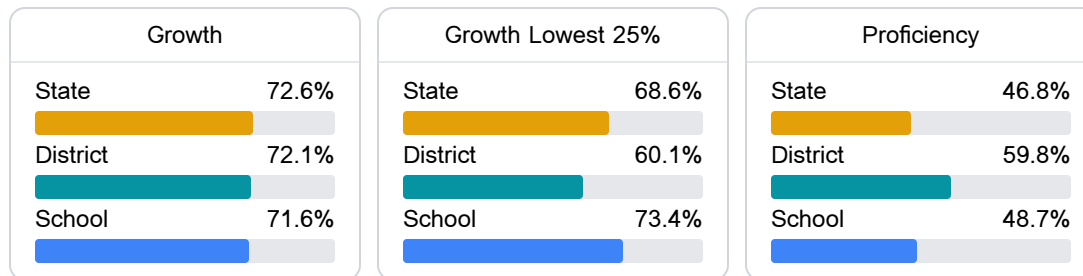 Growth
State 72.6%
District 72.1%
School 71.6%
Growth Lowest 25%
State 68.6%
District 60.1%
School 73.4%
Proficiency
State 46.8%
District 59.8%
School 48.7%